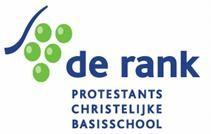 de rank
PROTESTANTS
CHRISTELIJKE
BASISSCHOOL